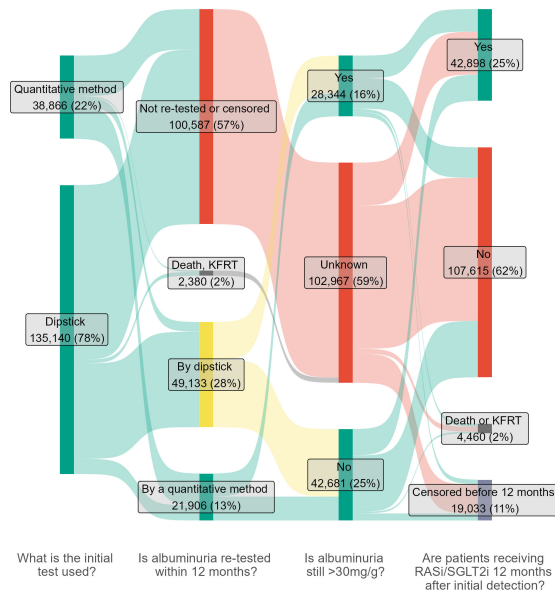 Quantitative method
38,866 (22%)
Dipstick
135,140 (78%)
Not re-tested or censored
100,587 (57%)
Death, KFRT
2,380 (2%)
By dipstick
49,133 (28%)
By a quantitative method
21,906 (13%)
Yes
28,344 (16%)
Unknown
102,967 (59%)
No
42,681 (25%)
Yes
42,898 (25%)
No
107,615 (62%)
Death or KFRT
4,460 (2%)
Censored before 12 months
19,033 (11%)
What is the initial
test used?
Is albuminuria re-tested
within 12 months?
Is albuminuria
still >30mg/g?
Are patients receiving
RASi/SGLT2i 12 months
after initial detection?